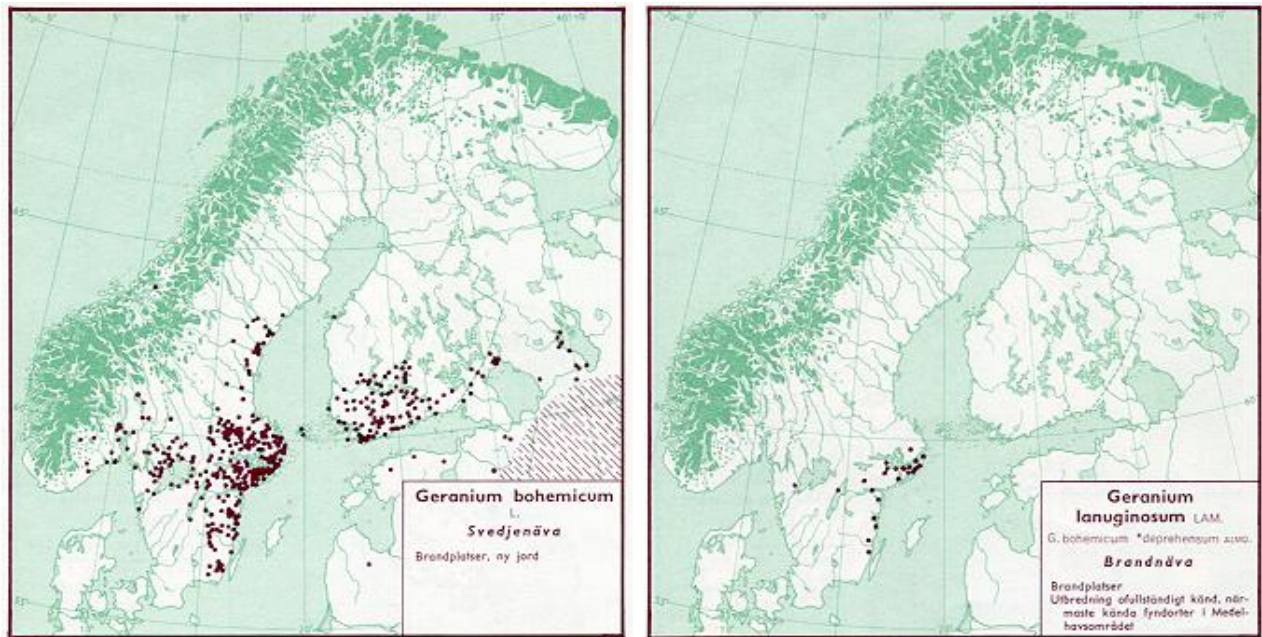 Geranium bohemicum
L.
Svedjenäva
Brandplatser, ny jord
Geranium
lanuginosum LAM.
G. bohemicum *deprehensum ALMQ.
Brandnäva
Brandplatser
Utbredning ofullständigt känd, när-
maste kända fyndorter i Medel-
havsområdet